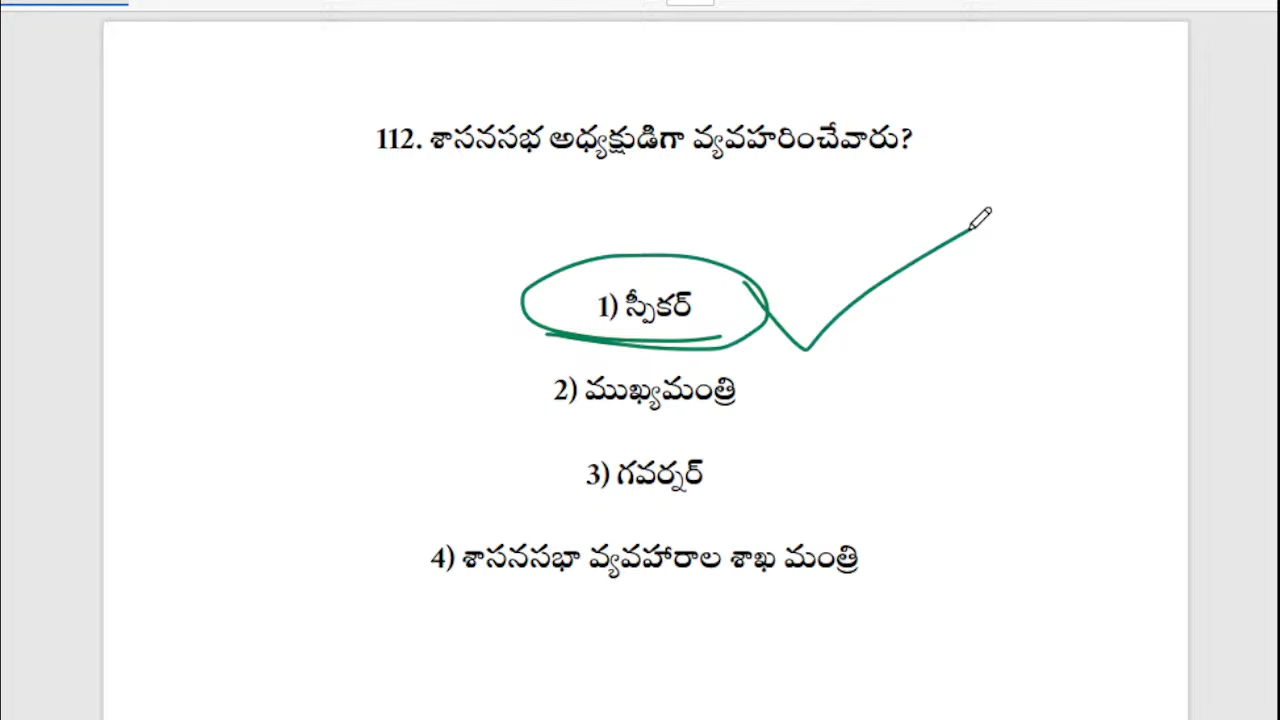 112. శాసనసభ అధ్యక్షుడిగా వ్యవహరించేవారు?
1) స్పీకర్
2) ముఖ్యమంత్రి
3) గవర్నర్
4) శాసనసభా వ్యవహారాల శాఖ మంత్రి